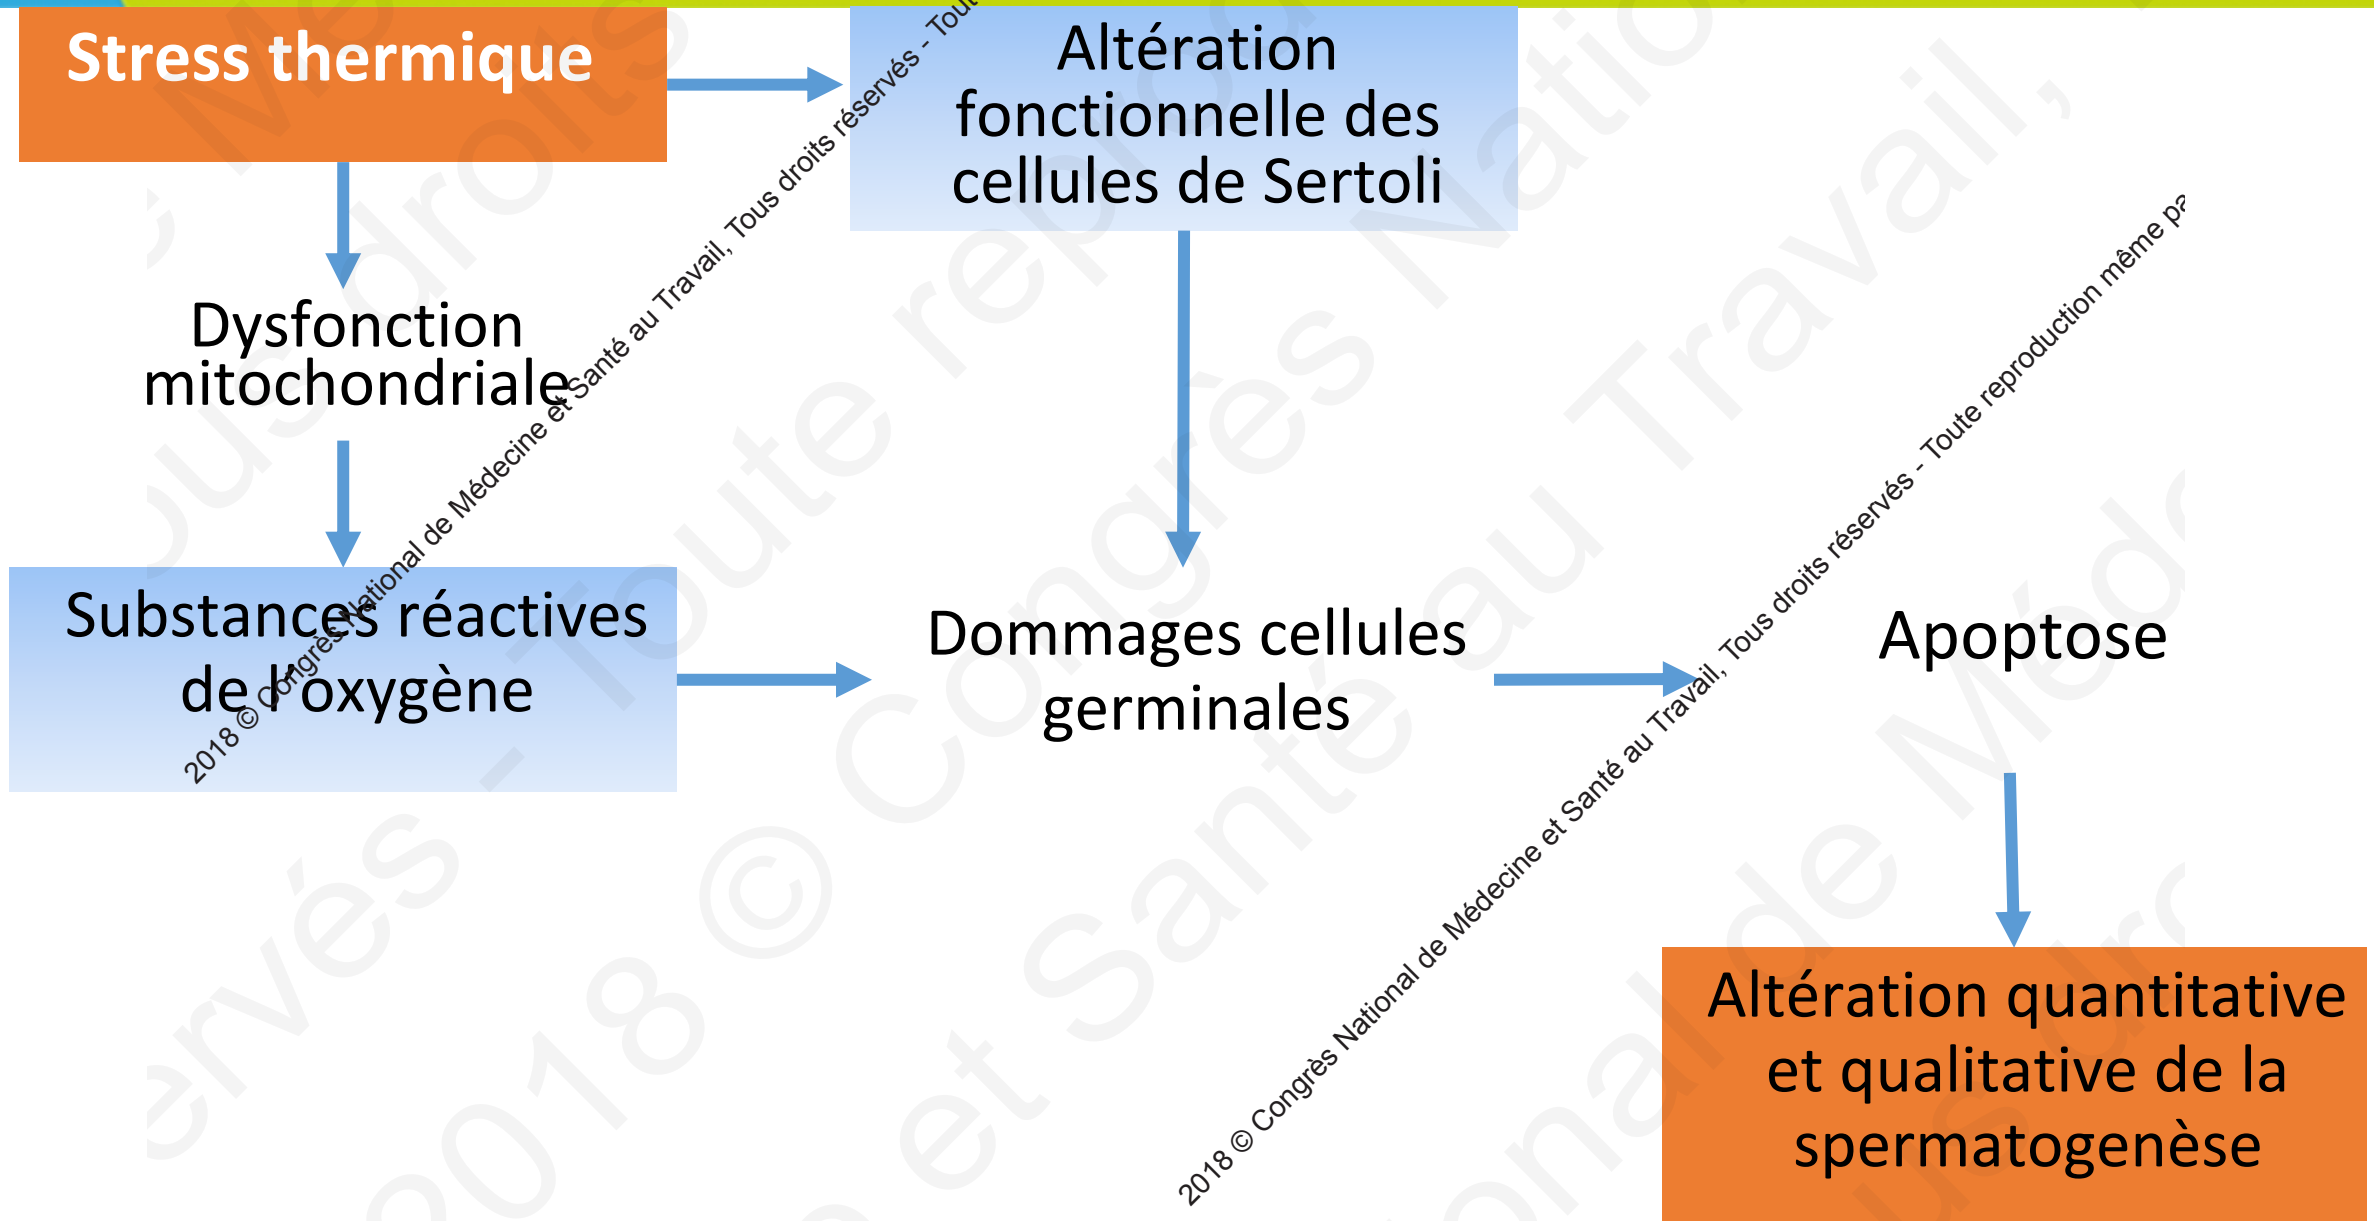 Stress thermique
Altération
fonctionnelle des
cellules de Sertoli
Dysfonction
mitochondriale
Substances réactives
de l'oxygène
Dommages cellules
germinales
Apoptose
Altération quantitative
et qualitative de la
spermatogenèse
2018 © Congrès National de Médecine et Santé au Travail, Tous droits réservés - Tout
2018 © Congrès National de Médecine et Santé au Travail, Tous droits réservés - Toute reproduction même pa